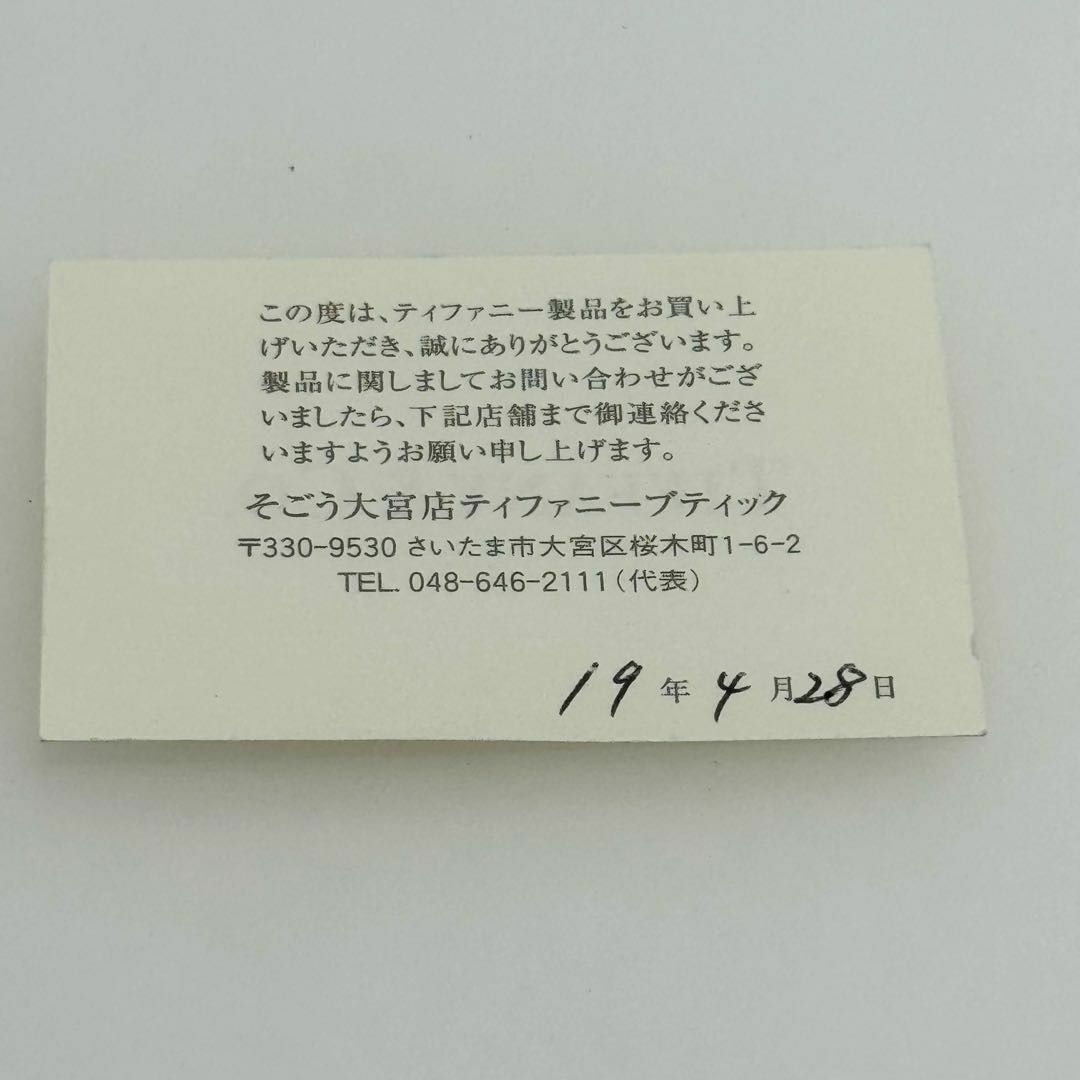 この度は、ティファニー製品をお買い上
げいただき、誠にありがとうございます。
製品に関しましてお問い合わせがござ
いましたら、下記店舗まで御連絡くださ
いますようお願い申し上げます。
そごう大宮店ティファニーブティック
〒330-9530 さいたま市大宮区桜木町1-6-2
TEL. 048-646-2111(代表)
19年4月28日